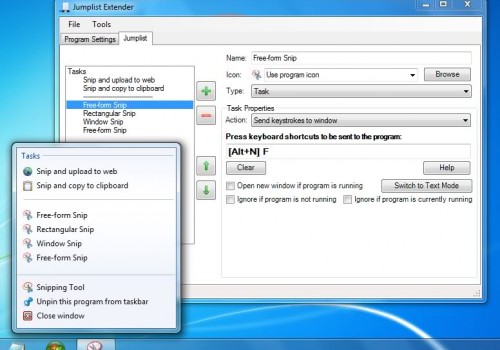 Jumplist Extender
File Tools
Program Settings Jumplist
Tasks
Snip and upload to web
Snip and copy to clipboard
Free-form Snip
Rectangular Snip
Window Snip
Free-form Snip
Name: Free-form Snip
Icon: Use program icon Browse
Type: Task
Task Properties
Action: Send keystrokes to window
Press keyboard shortcuts to be sent to the program:
[Alt+N] F
Clear Help
Open new window if program is running Switch to Text Mode
Ignore if program is not running Ignore if program is currently running
Tasks
Snip and upload to web
Snip and copy to clipboard
Free-form Snip
Rectangular Snip
Window Snip
Free-form Snip
Snipping Tool
Unpin this program from taskbar
Close window